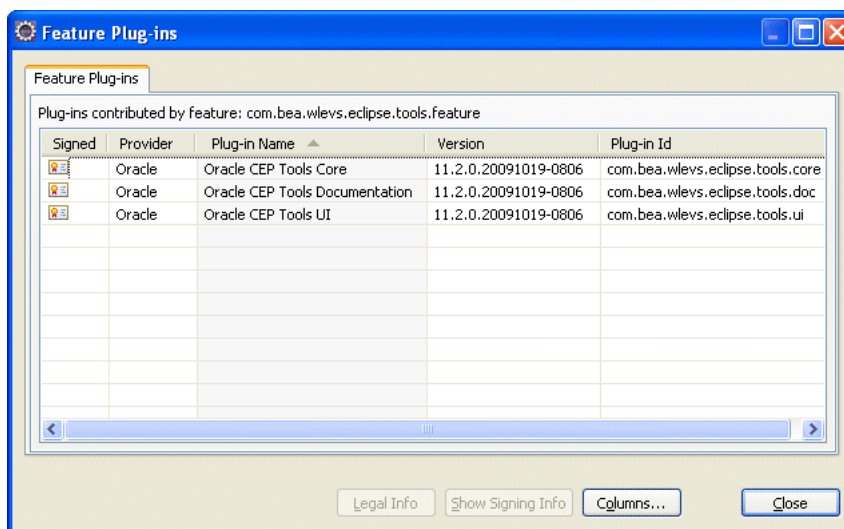 Feature Plug-ins
Feature Plug-ins
Plug-ins contributed by feature: com.bea.wlevs.eclipse.tools.feature
Signed Provider Plug-in Name Version Plug-in Id
Oracle Oracle CEP Tools Core 11.2.0.20091019-0806 com.bea.wlevs.eclipse.tools.core
Oracle Oracle CEP Tools Documentation 11.2.0.20091019-0806 com.bea.wlevs.eclipse.tools.doc
Oracle Oracle CEP Tools UI 11.2.0.20091019-0806 com.bea.wlevs.eclipse.tools.ui
Legal Info Show Signing Info Columns... Close